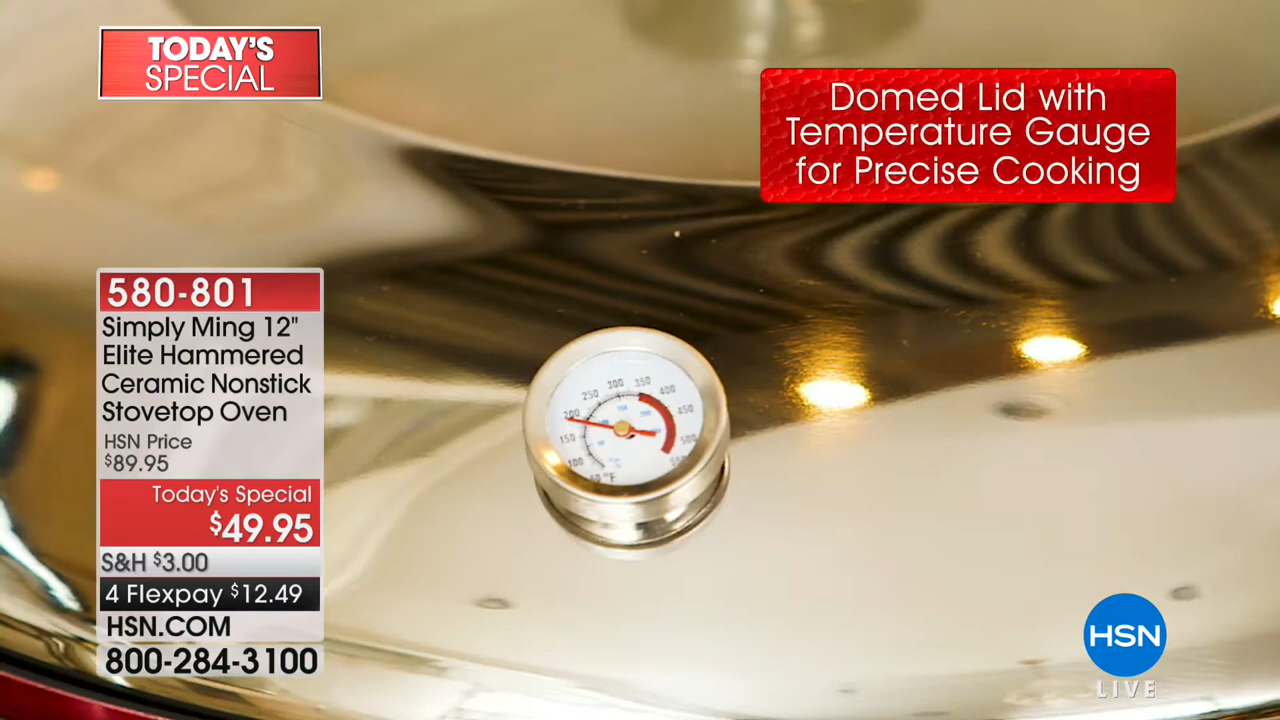 TODAY'S
SPECIAL
Domed Lid with
Temperature Gauge
for Precise Cooking
580-801
Simply Ming 12"
Elite Hammered
Ceramic Nonstick
Stovetop Oven
HSN Price
$89.95
Today's Special
$49.95
S&H $3.00
4 Flexpay $12.49
HSN.COM
800-284-3100
100 150 200 250 300 350 400 450 500 550
°F
HSN
LIVE